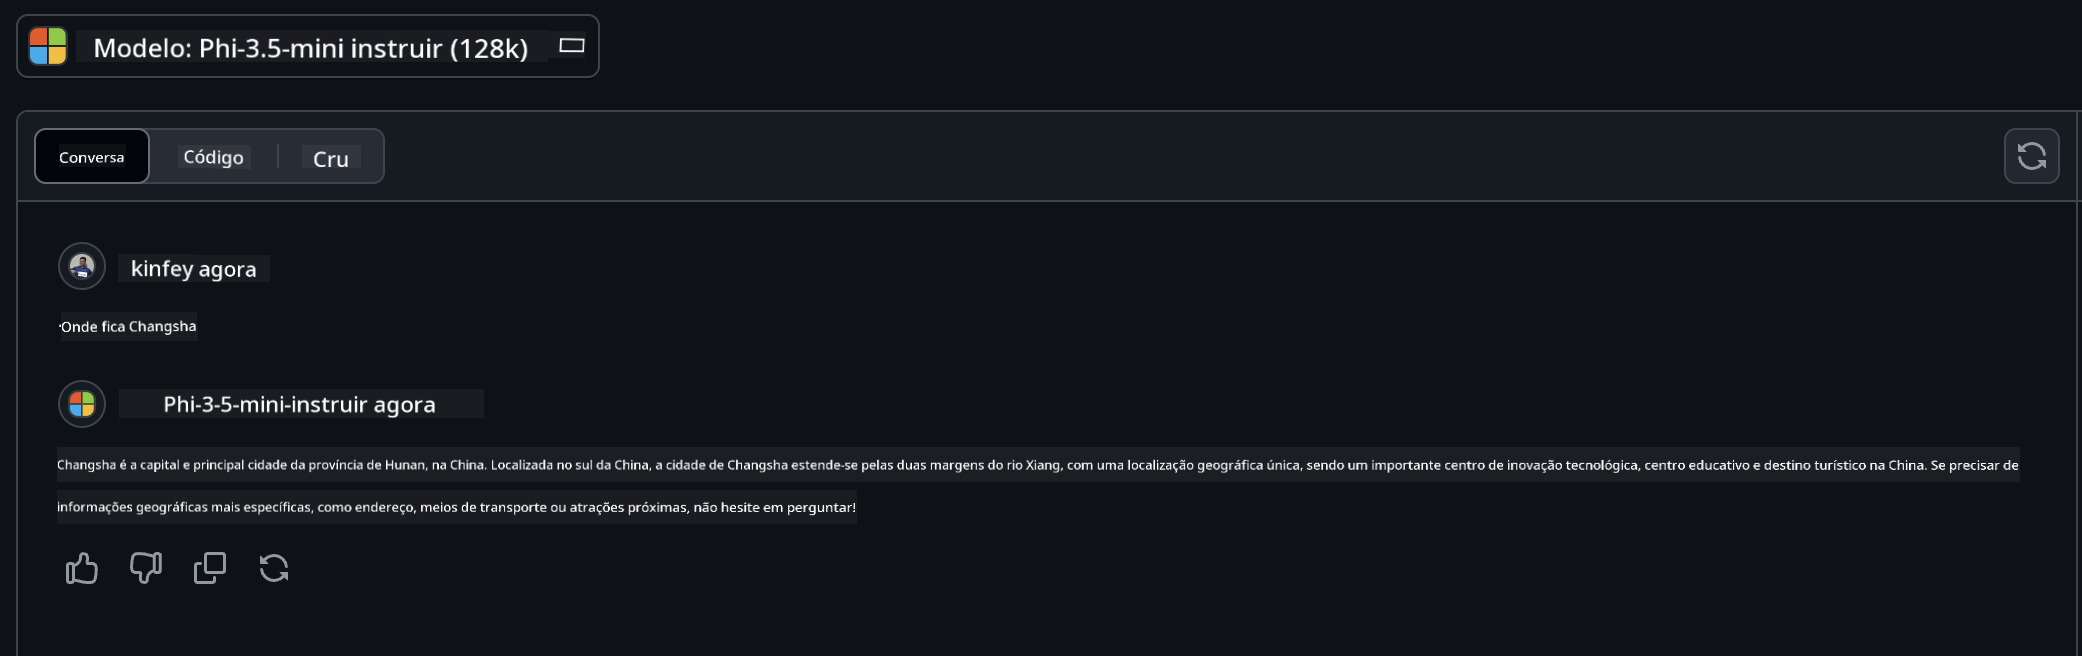 Modelo: Phi-3.5-mini instruir (128k)
Conversa
Código
Cru
kinfey agora
Onde fica Changsha
Phi-3-5-mini-instruir agora
Changsha é a capital e principal cidade da província de Hunan, na China. Localizada no sul da China, a cidade de Changsha estende-se pelas duas margens do rio Xiang, com uma localização geográfica única, sendo um importante centro de inovação tecnológica, centro educativo e destino turístico na China. Se precisar de
informações geográficas mais específicas, como endereço, meios de transporte ou atrações próximas, não hesite em perguntar!